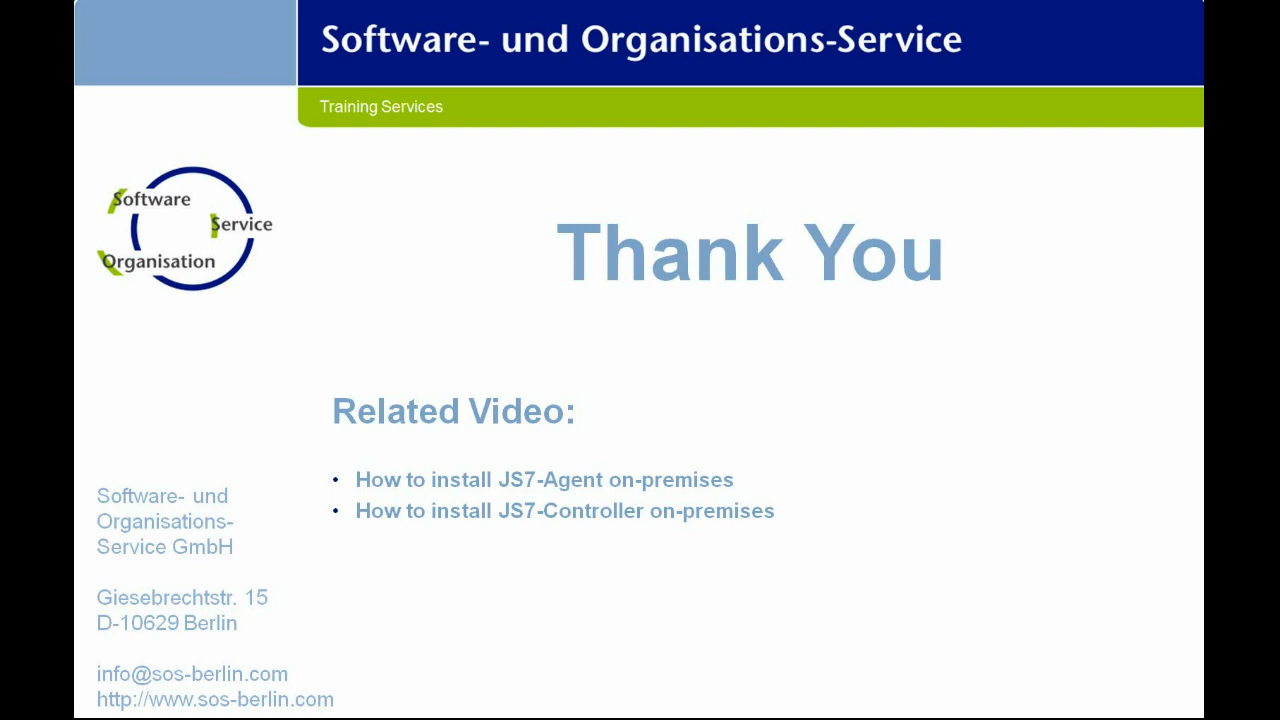 Software- und Organisations-Service
Training Services
Software
Service
Organisation
Thank You
Related Video:
• How to install JS7-Agent on-premises
• How to install JS7-Controller on-premises
Software- und
Organisations-
Service GmbH
Giesebrechtstr. 15
D-10629 Berlin
info@sos-berlin.com
http://www.sos-berlin.com